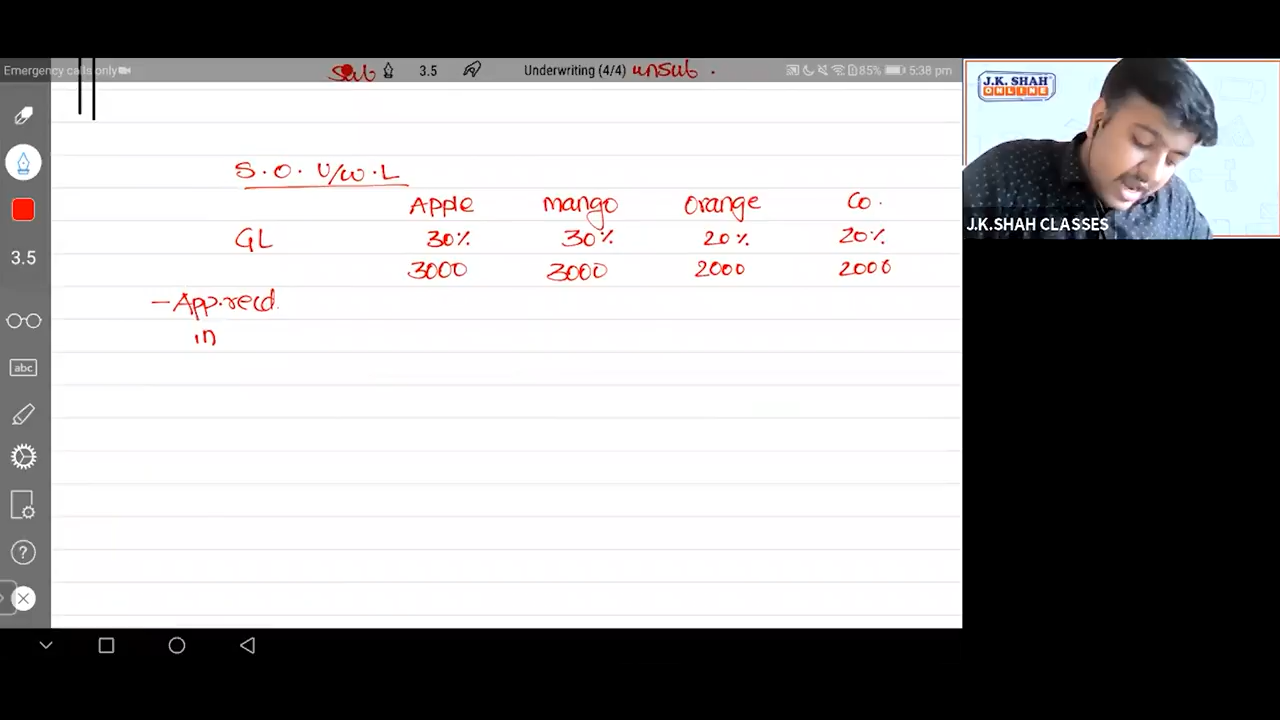 Emergency calls only
sub 3.5 Underwriting (4/4) unsub.
85% 5:38 pm
J.K. SHAH
ONLINE
S.O. U/W.L
Apple mango orange Co.
GL 30% 30% 20% 20%
3000 3000 2000 2000
- App. recd.
in
3.5
abc
?
J.K.SHAH CLASSES